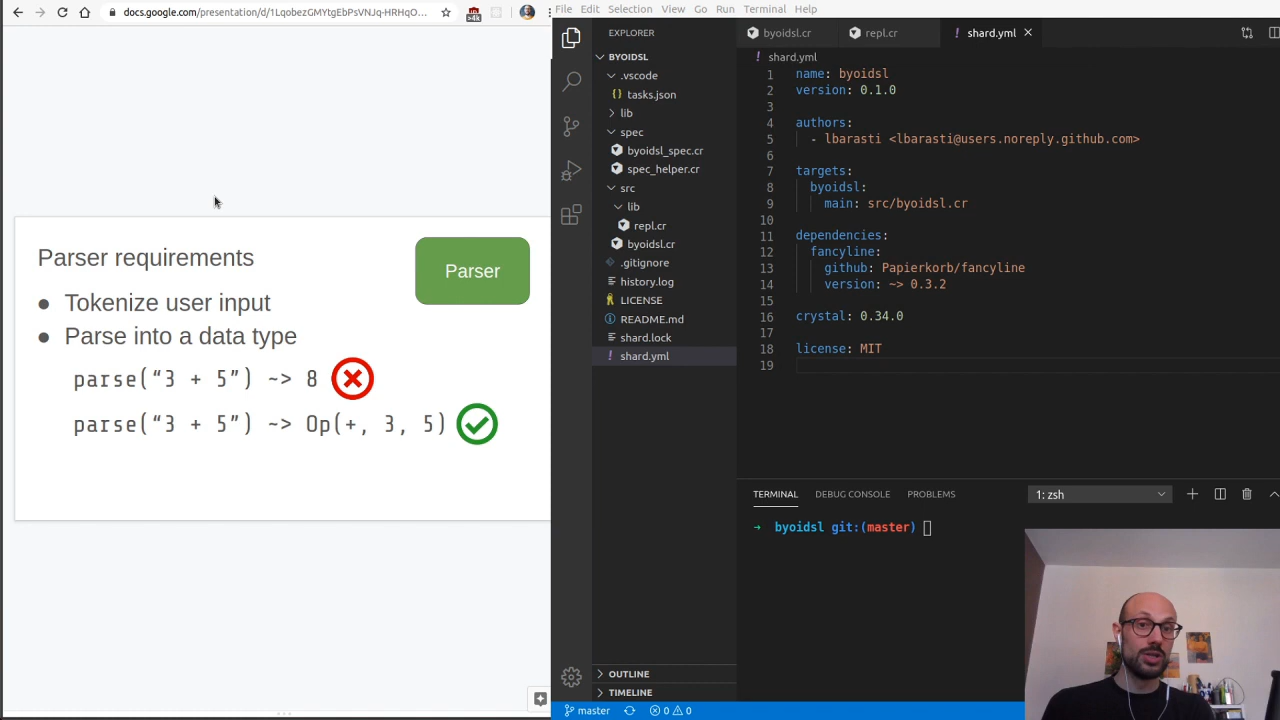 docs.google.com/presentation/d/1LqobezGMYtgEbPsVNJq-HRHqO...
>4k
Parser requirements
Parser
● Tokenize user input
● Parse into a data type
parse(“3 + 5”) ~> 8
parse(“3 + 5”) ~> Op(+, 3, 5)
File Edit Selection View Go Run Terminal Help
EXPLORER
BYOIDSL
.vscode
{} tasks.json
lib
spec
byoidsl_spec.cr
spec_helper.cr
src
lib
repl.cr
byoidsl.cr
.gitignore
history.log
LICENSE
README.md
shard.lock
! shard.yml
OUTLINE
TIMELINE
byoidsl.cr
repl.cr
! shard.yml
! shard.yml
1 name: byoidsl
2 version: 0.1.0
3
4 authors:
5 - lbarasti <lbarasti@users.noreply.github.com>
6
7 targets:
8 byoidsl:
9 main: src/byoidsl.cr
10
11 dependencies:
12 fancyline:
13 github: Papierkorb/fancyline
14 version: ~> 0.3.2
15
16 crystal: 0.34.0
17
18 license: MIT
19
TERMINAL DEBUG CONSOLE PROBLEMS
1: zsh
→ byoidsl git:(master)
master 0 0